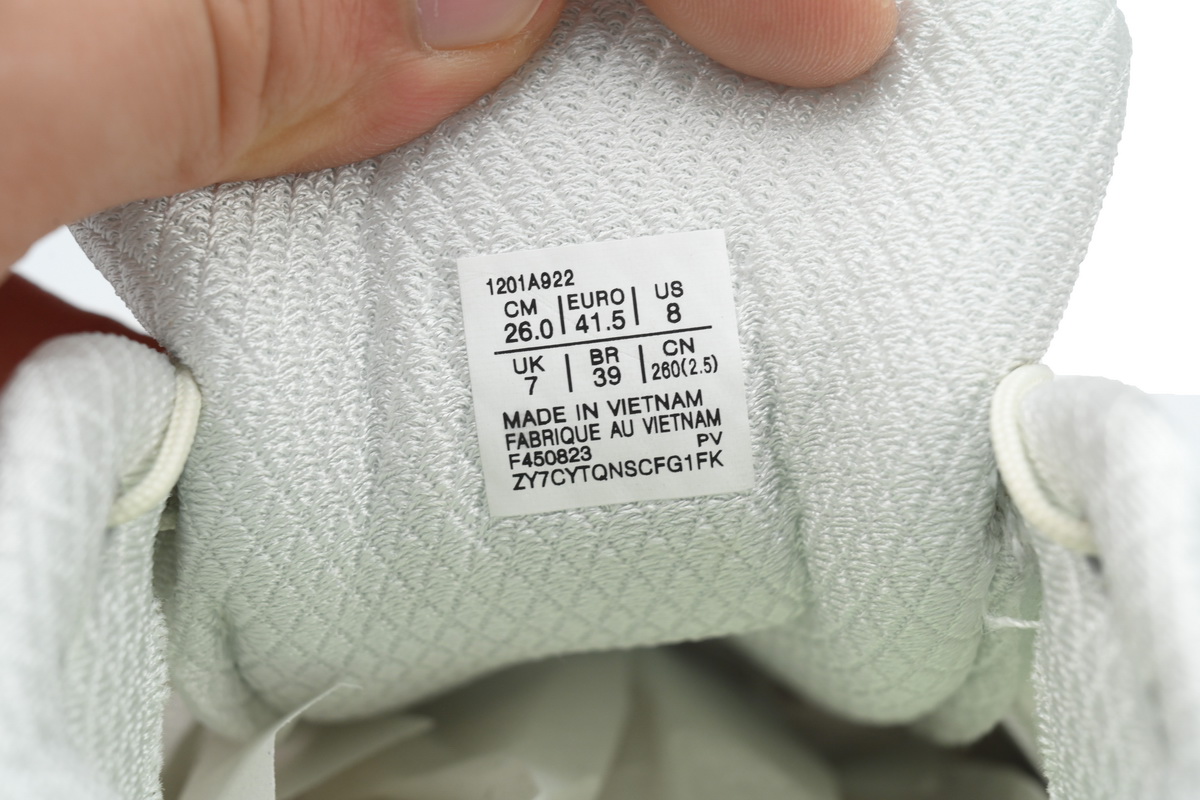 1201A922
CM | EURO | US
26.0 | 41.5 | 8
UK | BR | CN
7 | 39 | 260(2.5)
MADE IN VIETNAM
FABRIQUE AU VIETNAM
F450823 PV
ZY7CYTQNSCFG1FK